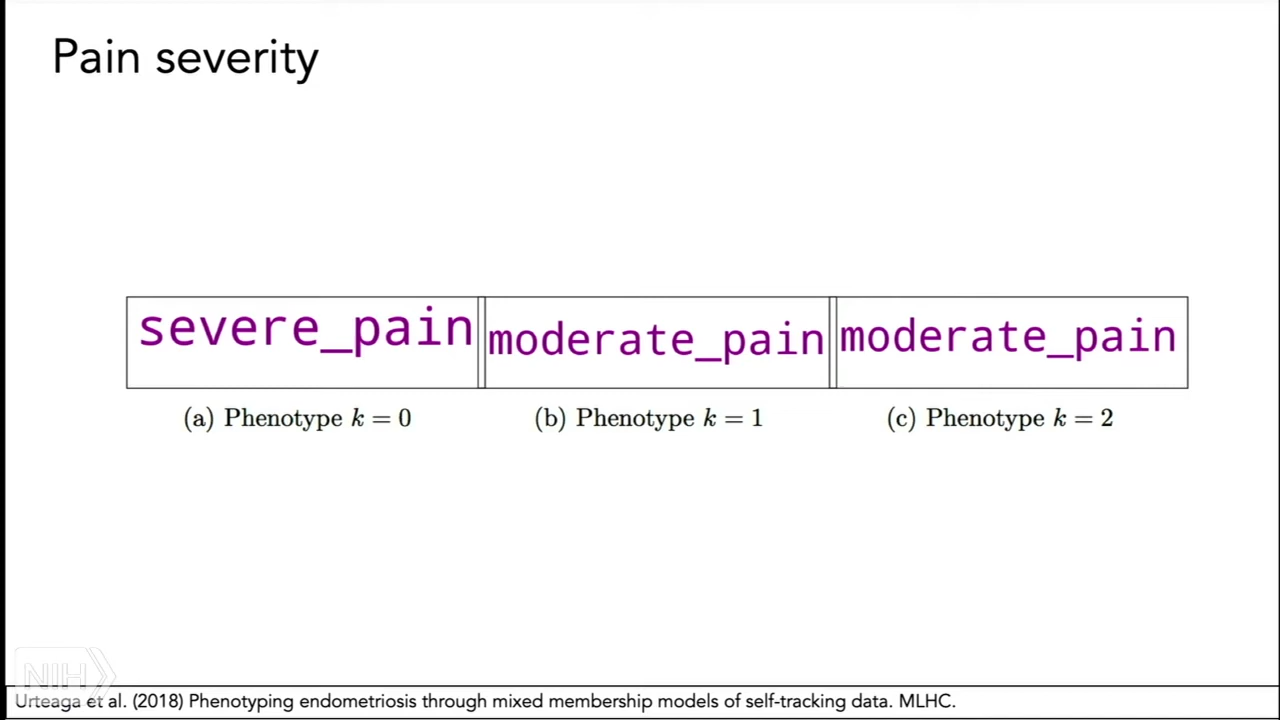 Pain severity
severe_pain moderate_pain moderate_pain
(a) Phenotype k = 0 (b) Phenotype k = 1 (c) Phenotype k = 2
NIH
Urteaga et al. (2018) Phenotyping endometriosis through mixed membership models of self-tracking data. MLHC.